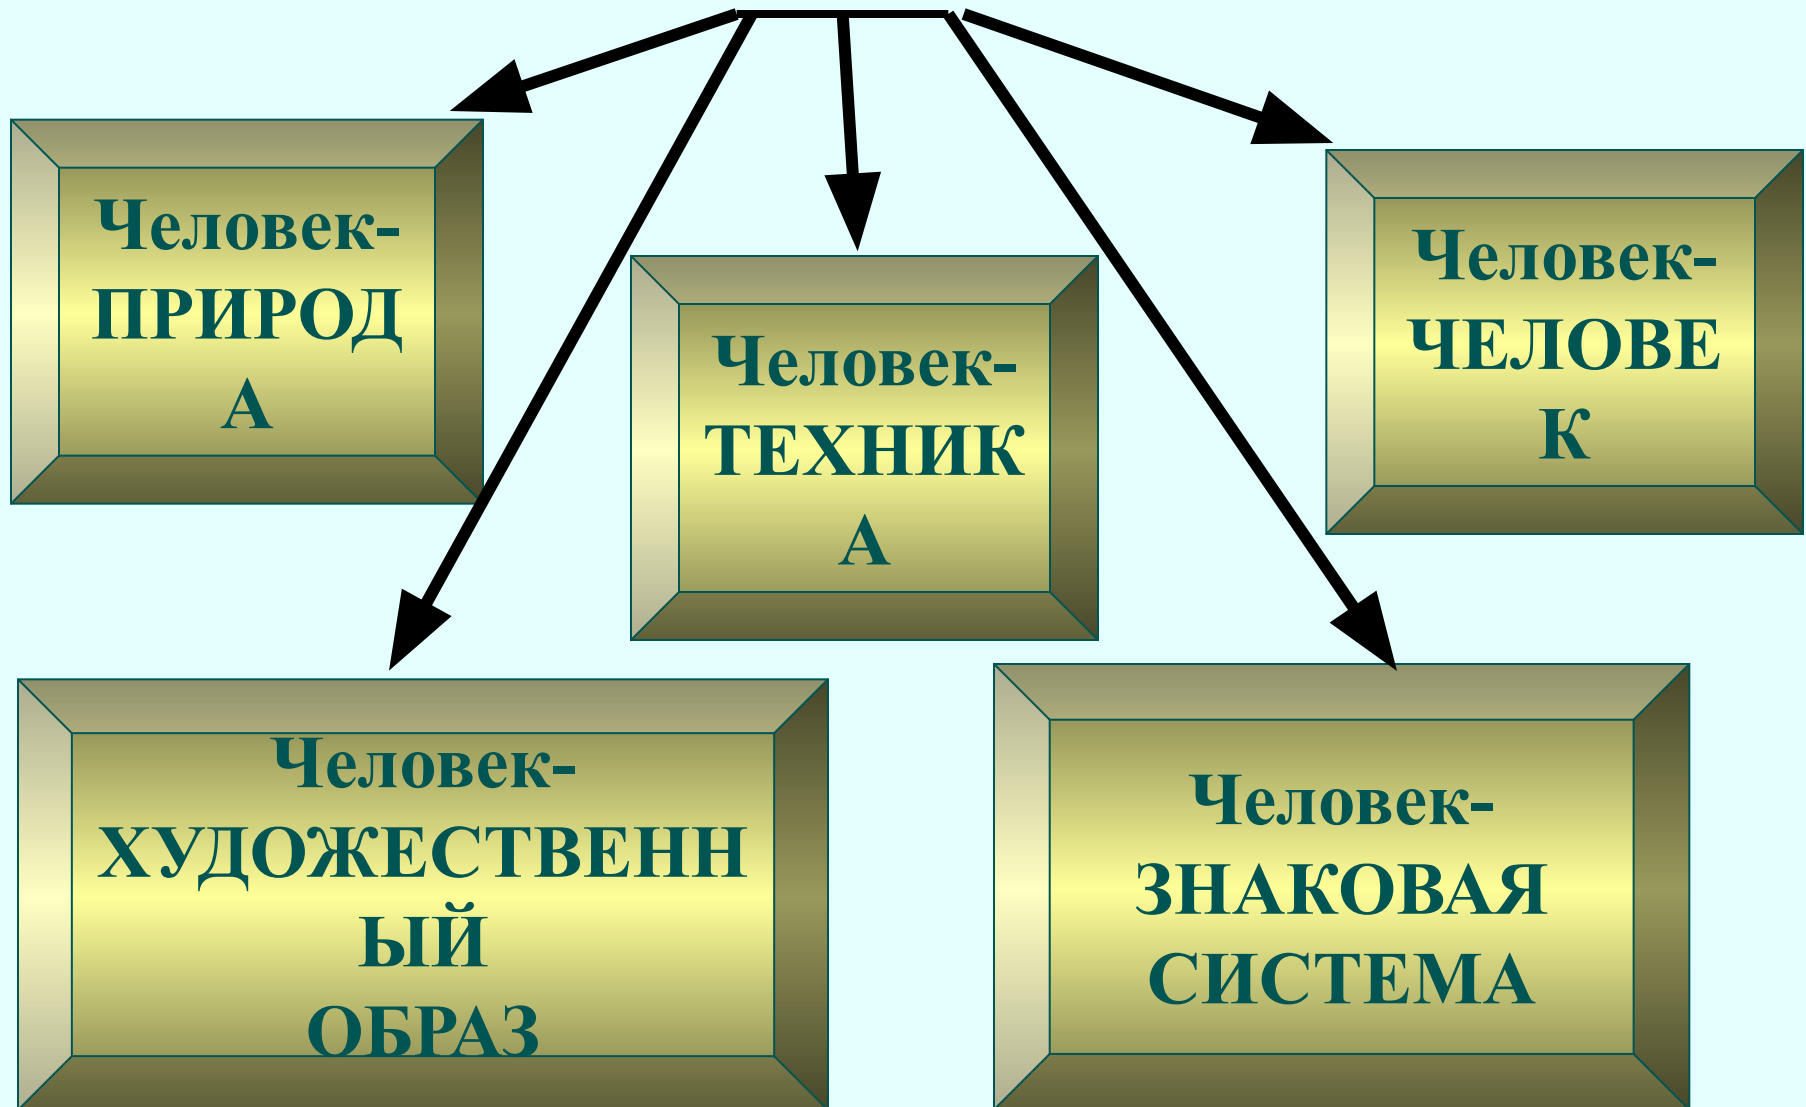 Человек-
ПРИРОД
А
Человек-
ТЕХНИК
А
Человек-
ЧЕЛОВЕ
К
Человек-
ХУДОЖЕСТВЕНН
ЫЙ
ОБРАЗ
Человек-
ЗНАКОВАЯ
СИСТЕМА